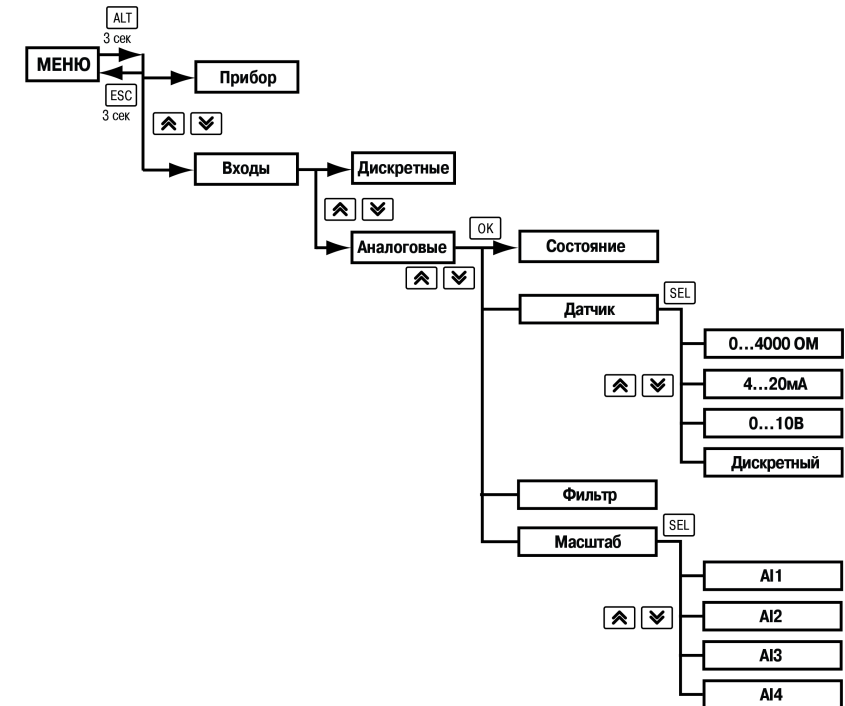 ALT
3 сек
МЕНЮ
Прибор
ESC
3 сек
Входы
Дискретные
OK
Аналоговые
Состояние
SEL
Датчик
0...4000 ОМ
4...20мА
0...10В
Дискретный
Фильтр
SEL
Масштаб
AI1
AI2
AI3
AI4